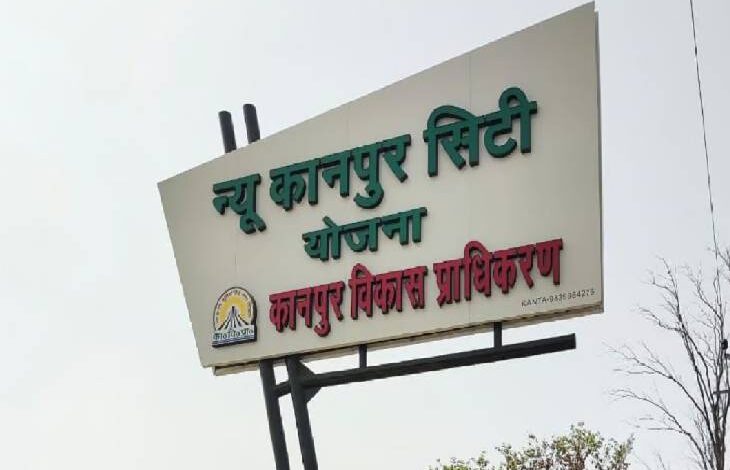 न्यू कानपुर सिटी
योजना
कानपुर विकास प्राधिकरण